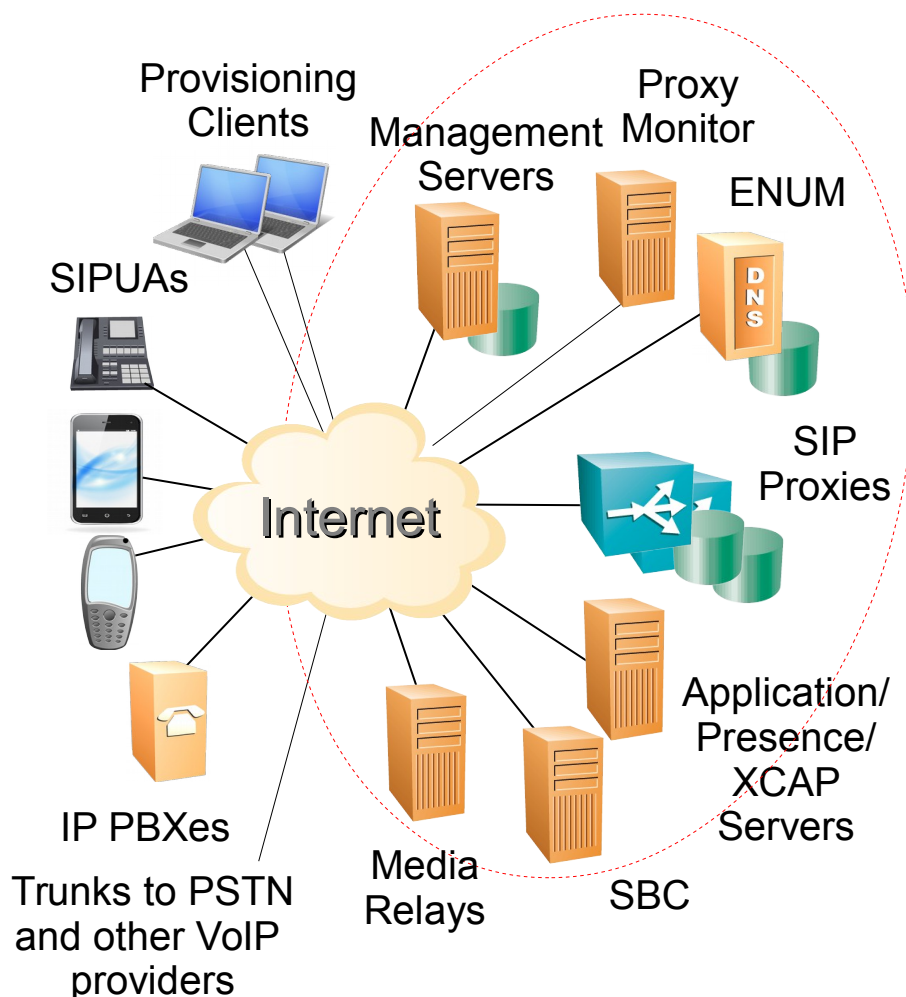 Provisioning
Clients
Proxy
Monitor
Management
Servers
ENUM
DNS
SIPUAs
SIP
Proxies
Internet
Application/
Presence/
XCAP
Servers
IP PBXes
Media
Relays
SBC
Trunks to PSTN
and other VoIP
providers